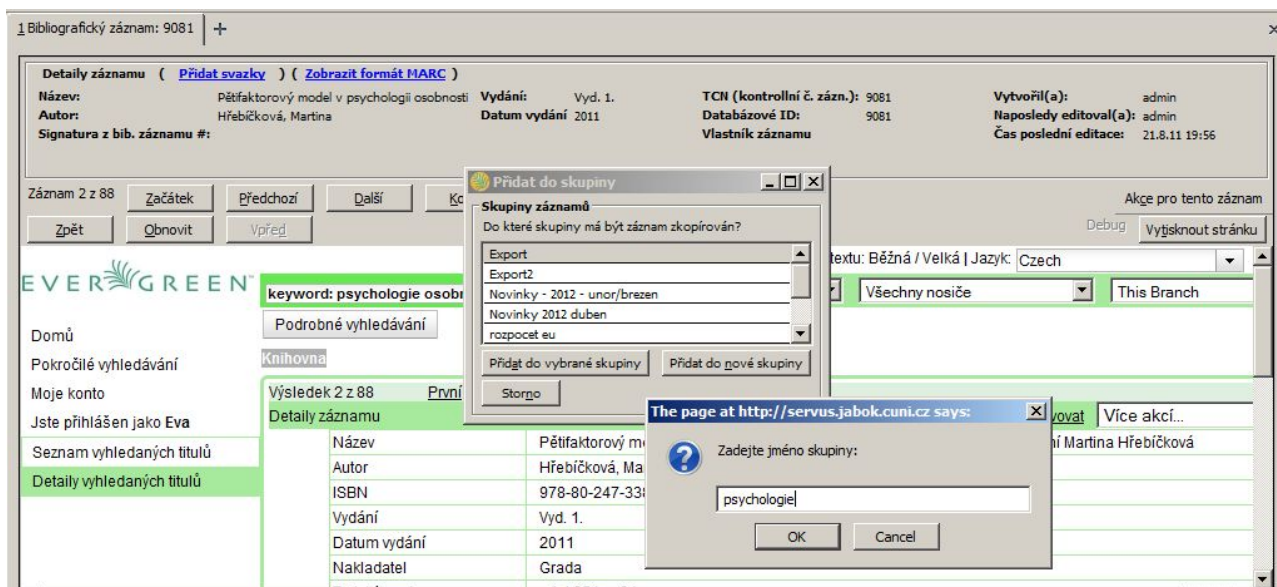 1 Bibliografický záznam: 9081
Detaily záznamu ( Přidat svazky ) ( Zobrazit formát MARC )
Název: Pětifaktorový model v psychologii osobnosti Vydání: Vyd. 1. TCN (kontrollní č. zázn.): 9081 Vytvořil(a): admin
Autor: Hřebíčková, Martina Datum vydání 2011 Databázové ID: 9081 Naposledy editoval(a): admin
Signatura z bib. záznamu #: Vlastník záznamu Čas poslední editace: 21.8.11 19:56
Záznam 2 z 88 Začátek Předchozí Další Ko Akce pro tento záznam
Zpět Obnovit Vpřed Debug Vytisknout stránku
Přidat do skupiny
Skupiny záznamů
Do které skupiny má být záznam zkopírován?
Export
Export2
Novinky - 2012 - unor/brezen
Novinky 2012 duben
rozpocet eu
Přidat do vybrané skupiny Přidat do nové skupiny
Storno
textu: Běžná / Velká | Jazyk: Czech
EVERGREEN
keyword: psychologie osobn Všechny nosiče This Branch
Podrobné vyhledávání
Knihovna
Domů
Pokročilé vyhledávání
Moje konto
Jste přihlášen jako Eva
Seznam vyhledaných titulů
Detaily vyhledaných titulů
Výsledek 2 z 88 První
Detaily záznamu vovat Více akcí...
Název Pětifaktorový m ní Martina Hřebíčková
Autor Hřebíčková, Ma
ISBN 978-80-247-338
Vydání Vyd. 1.
Datum vydání 2011
Nakladatel Grada
The page at http://servus.jabok.cuni.cz says:
Zadejte jméno skupiny:
psychologie
OK Cancel